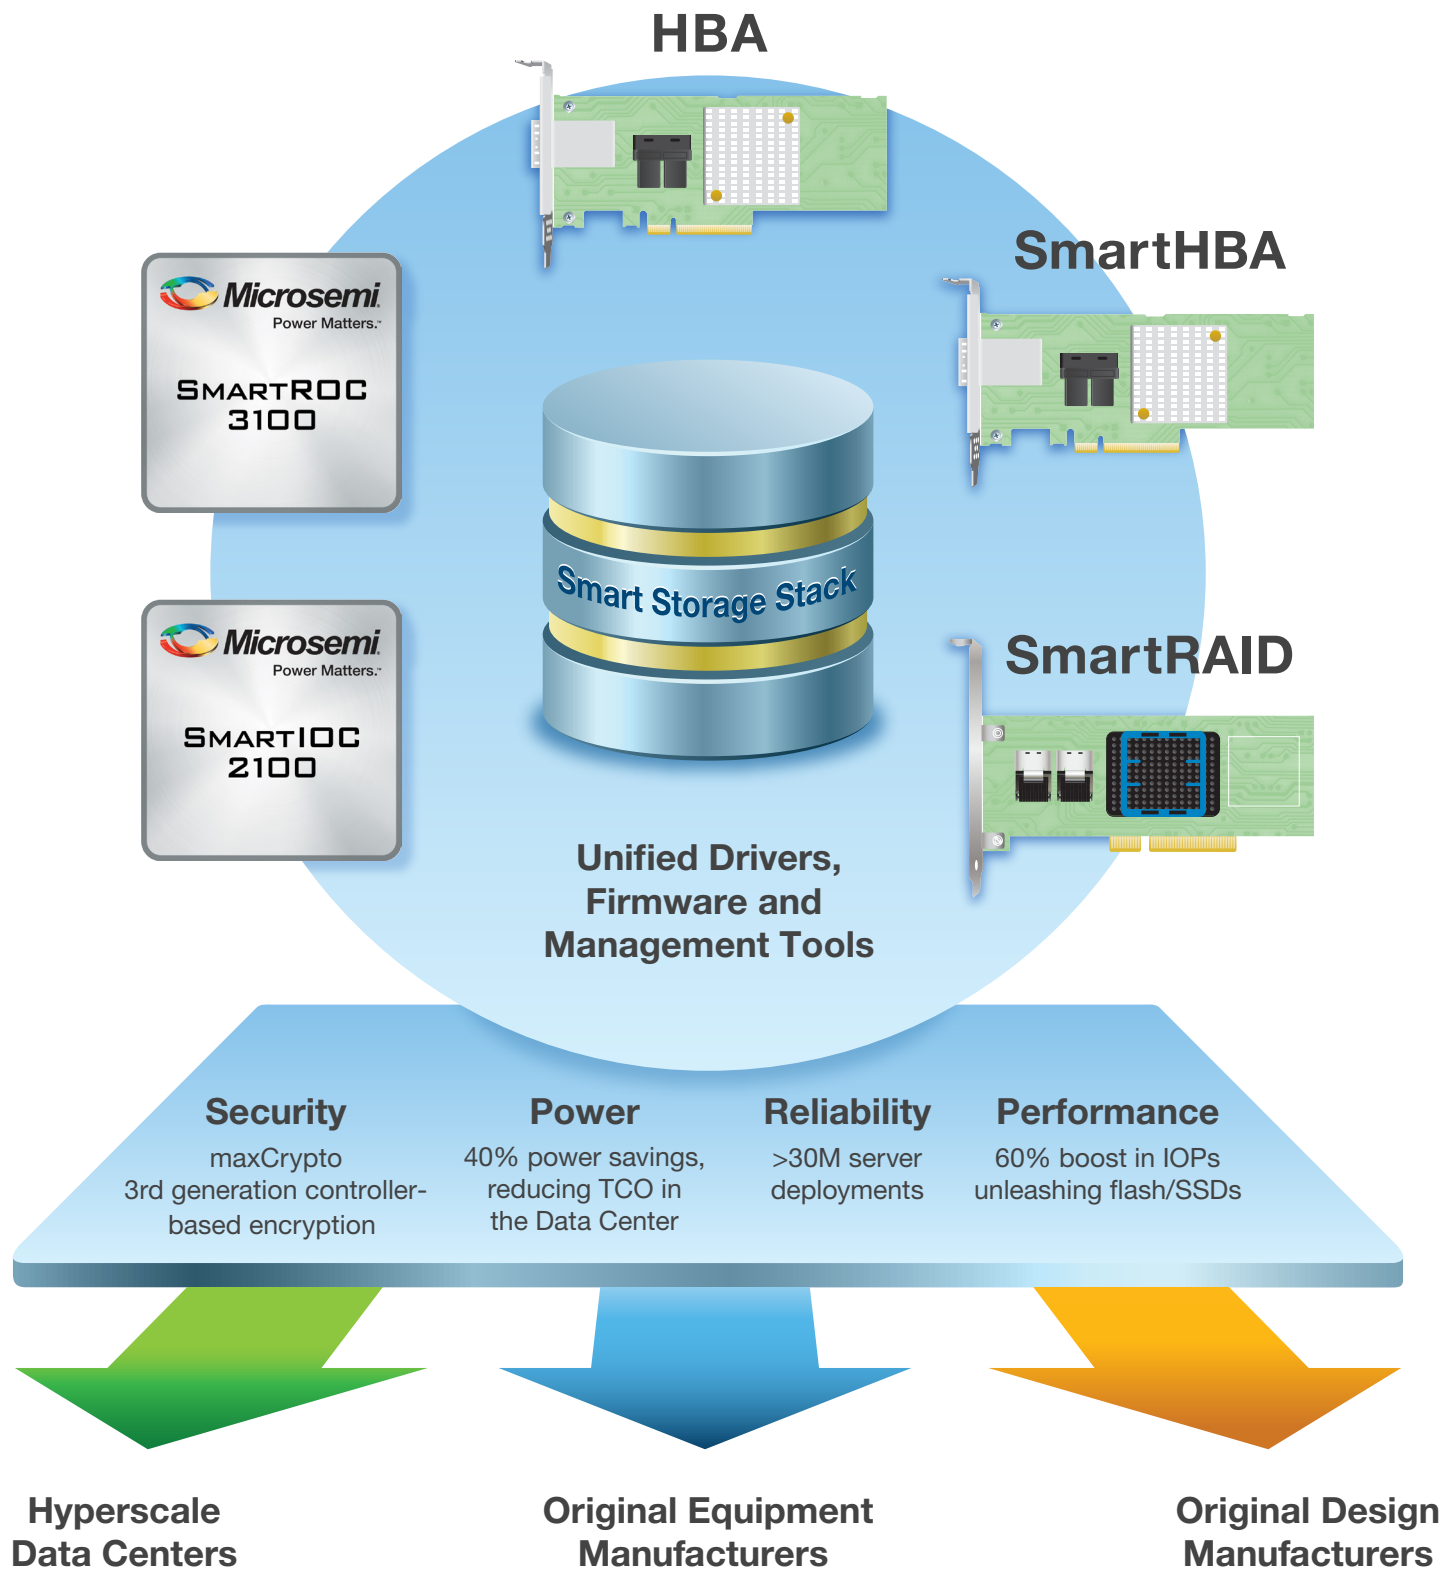 HBA
SmartHBA
Microsemi.
Power Matters.™
SMARTROC
3100
Smart Storage Stack
Microsemi.
Power Matters.™
SMARTIOC
2100
SmartRAID
Unified Drivers,
Firmware and
Management Tools
Security
maxCrypto
3rd generation controller-
based encryption
Power
40% power savings,
reducing TCO in
the Data Center
Reliability
>30M server
deployments
Performance
60% boost in IOPs
unleashing flash/SSDs
Hyperscale
Data Centers
Original Equipment
Manufacturers
Original Design
Manufacturers